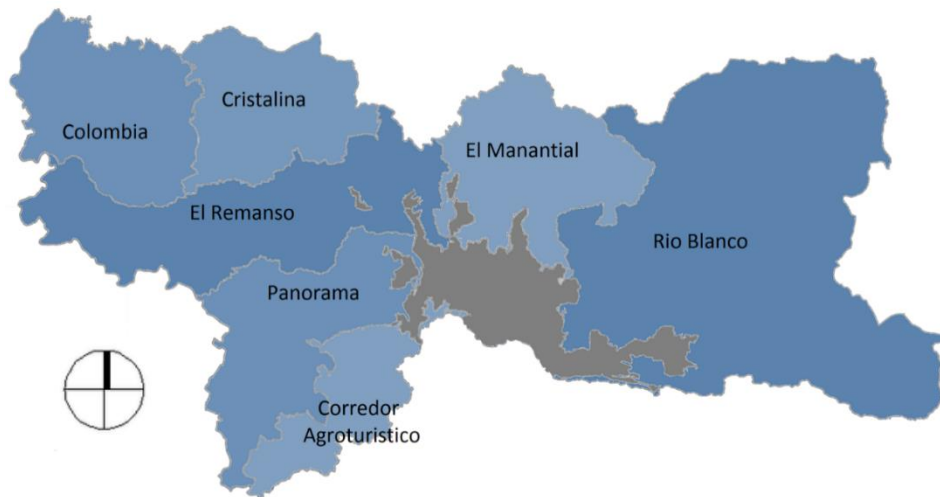 Cristalina
Colombia
El Manantial
El Remanso
Rio Blanco
Panorama
Corredor
Agroturistico